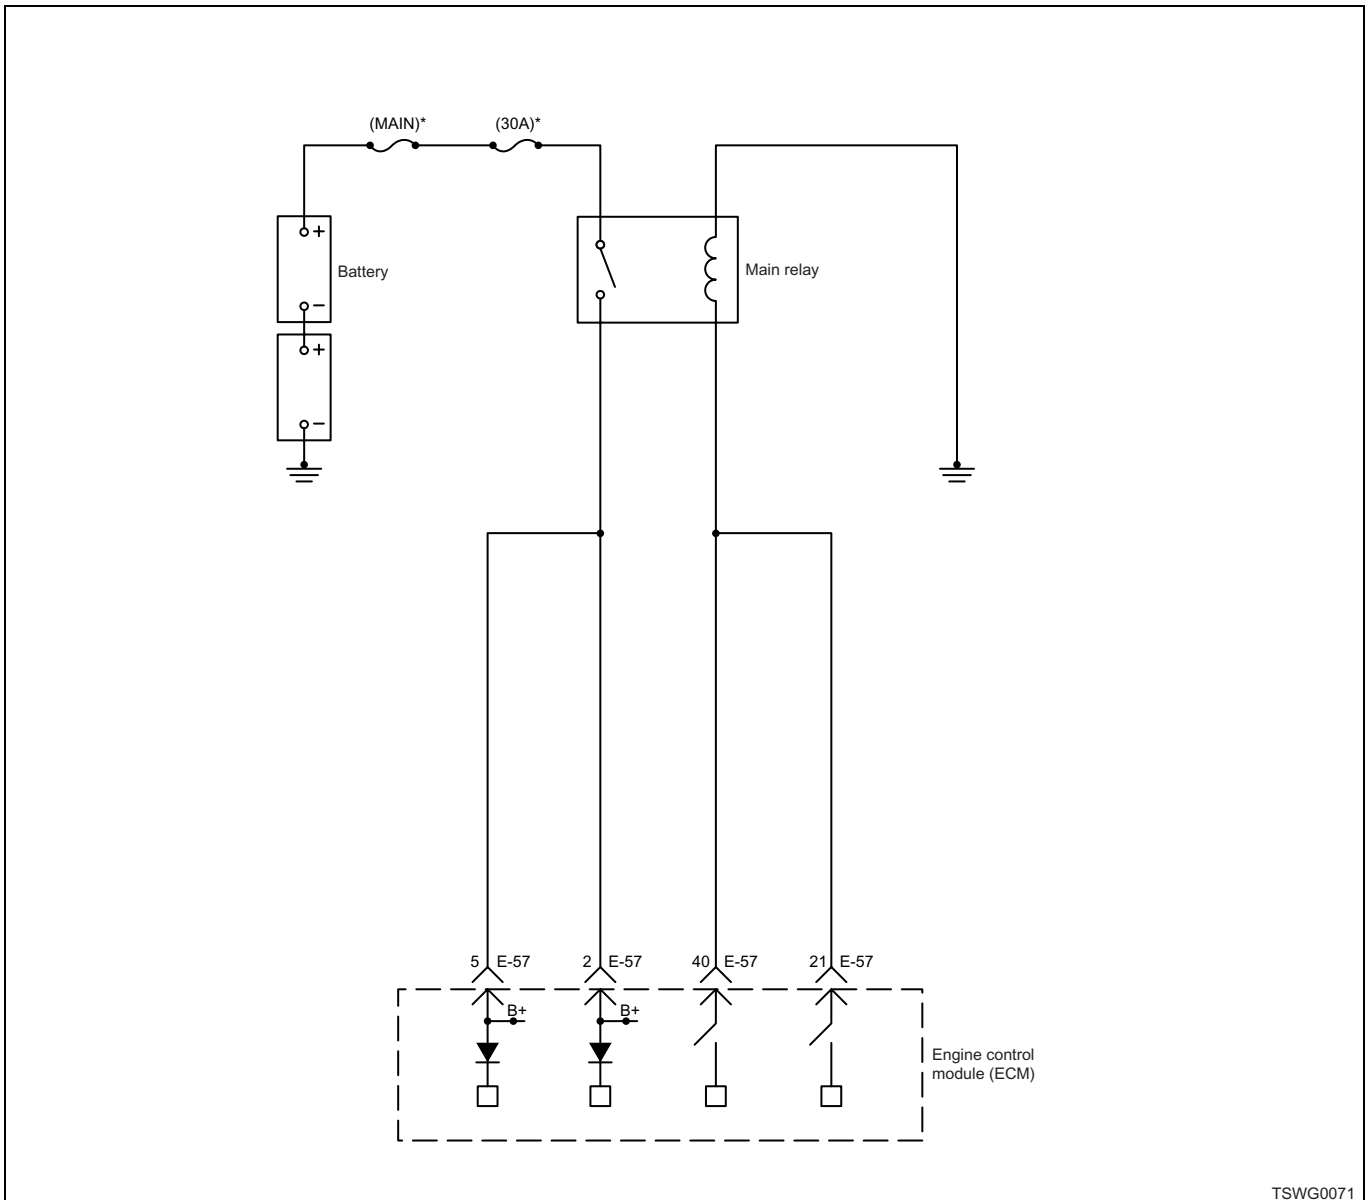 (MAIN)* (30A)*
+
Battery
−
+
−
Main relay
5 E-57 2 E-57 40 E-57 21 E-57
B+ B+
Engine control
module (ECM)
TSWG0071